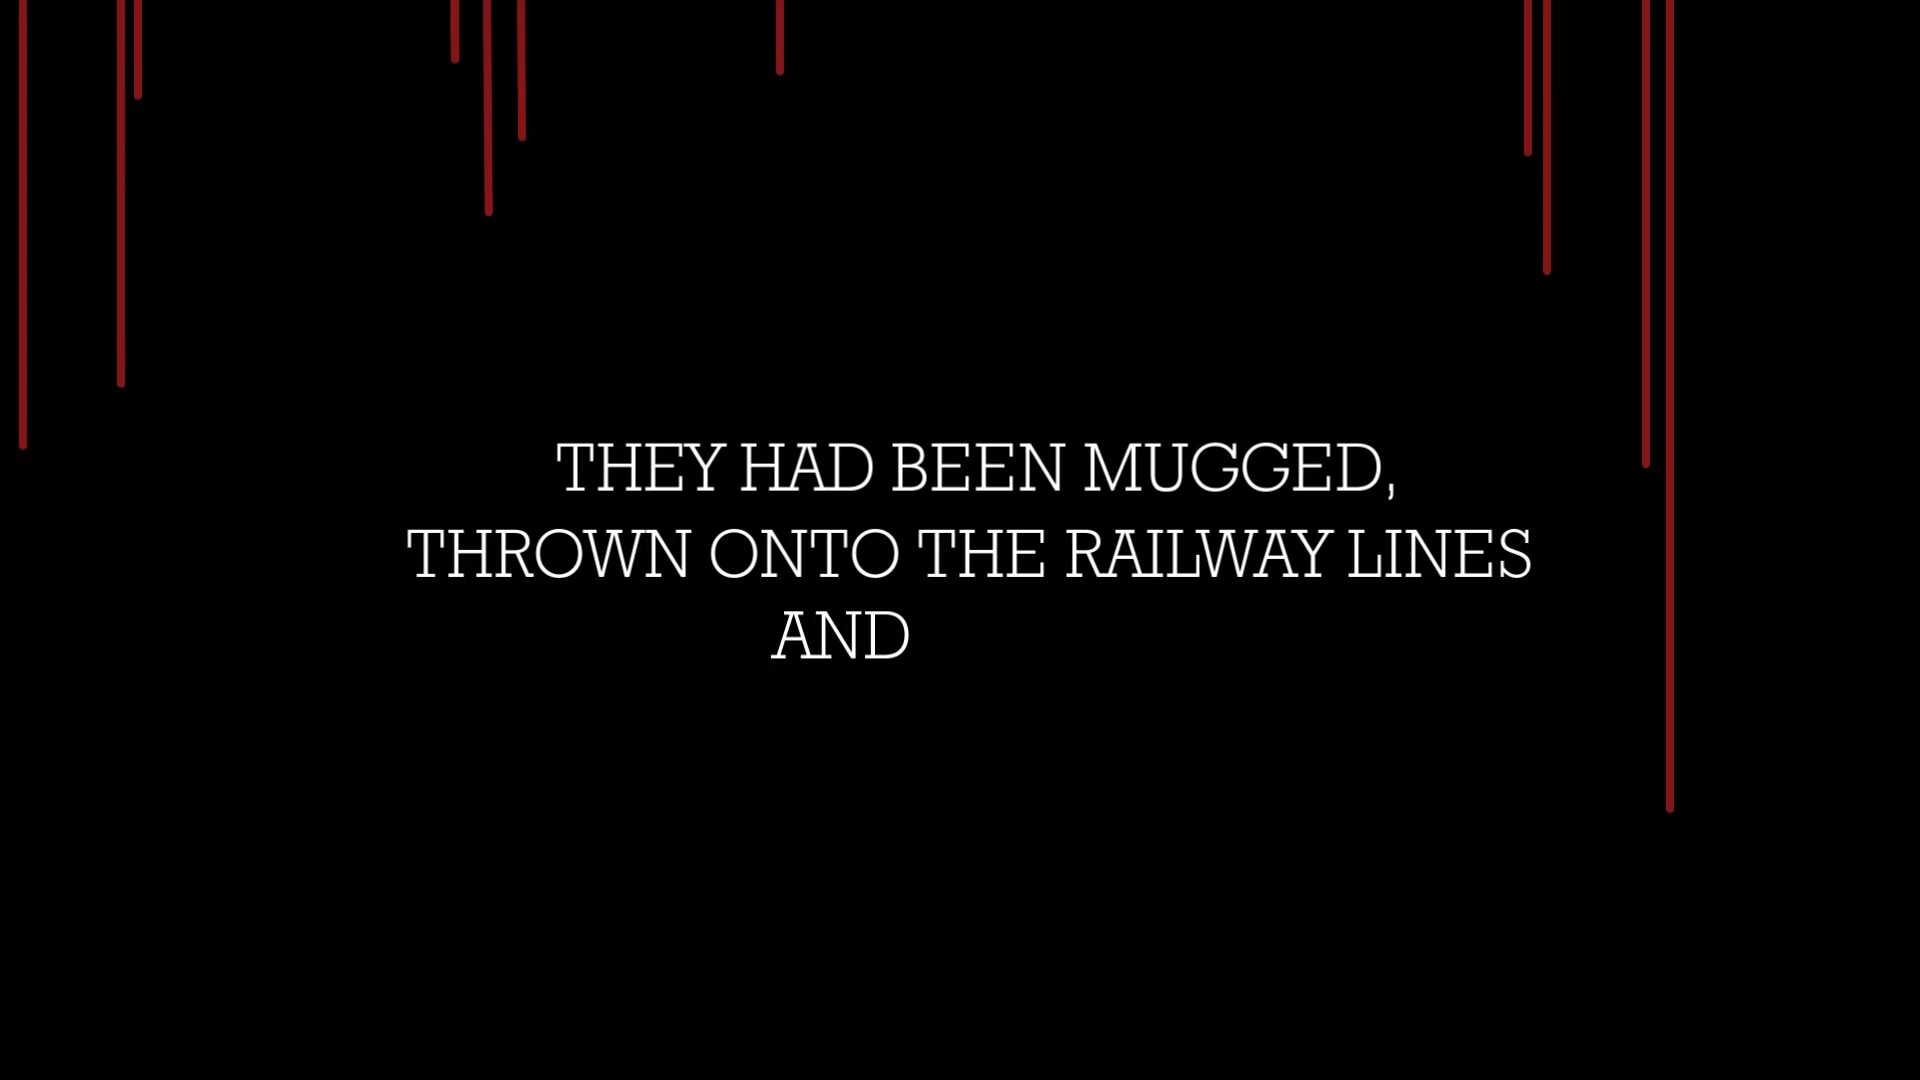 THEY HAD BEEN MUGGED,
THROWN ONTO THE RAILWAY LINES
AND